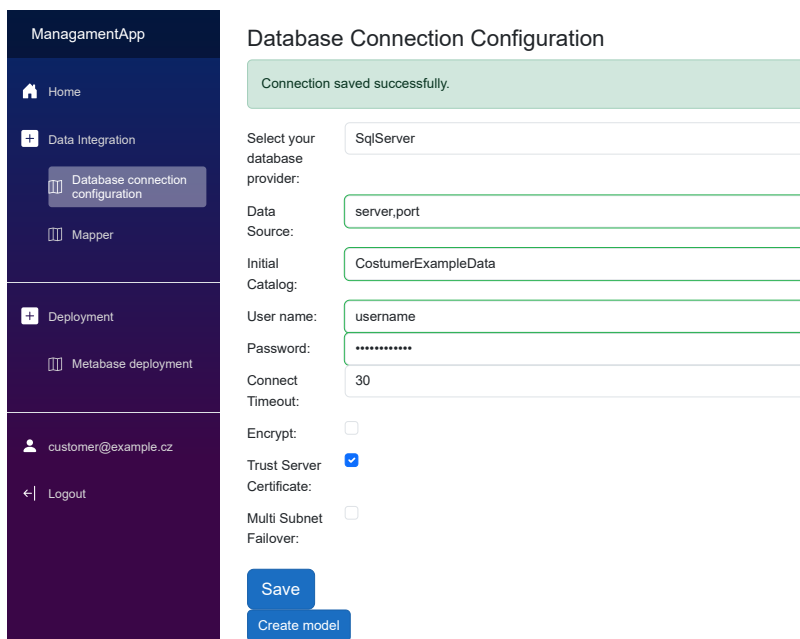 ManagamentApp
Home
Data Integration
Database connection
configuration
Mapper
Deployment
Metabase deployment
customer@example.cz
Logout
Database Connection Configuration
Connection saved successfully.
Select your
database
provider:
SqlServer
Data
Source:
server,port
Initial
Catalog:
CostumerExampleData
User name:
username
Password:
••••••••••••
Connect
Timeout:
30
Encrypt:
Trust Server
Certificate:
Multi Subnet
Failover:
Save
Create model